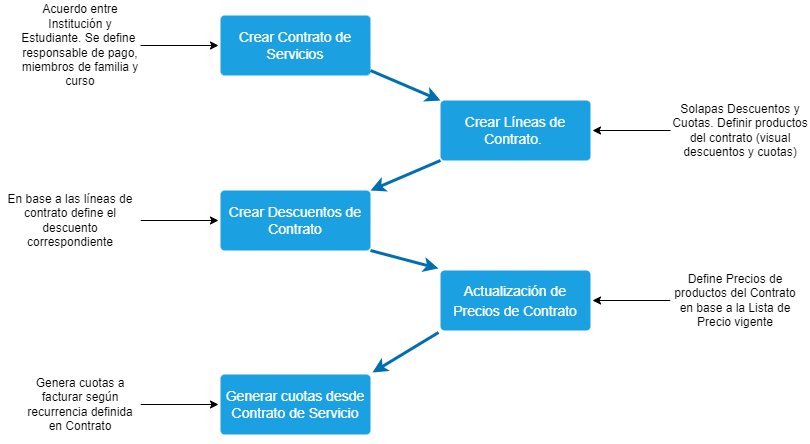 Acuerdo entre
Institución y
Estudiante. Se define
responsable de pago,
miembros de familia y
curso
Crear Contrato de
Servicios
Crear Líneas de
Contrato.
Solapas Descuentos y
Cuotas. Definir productos
del contrato (visual
descuentos y cuotas)
En base a las líneas de
contrato define el
descuento
correspondiente
Crear Descuentos de
Contrato
Actualización de
Precios de Contrato
Define Precios de
productos del Contrato
en base a la Lista de
Precio vigente
Genera cuotas a
facturar según
recurrencia definida
en Contrato
Generar cuotas desde
Contrato de Servicio